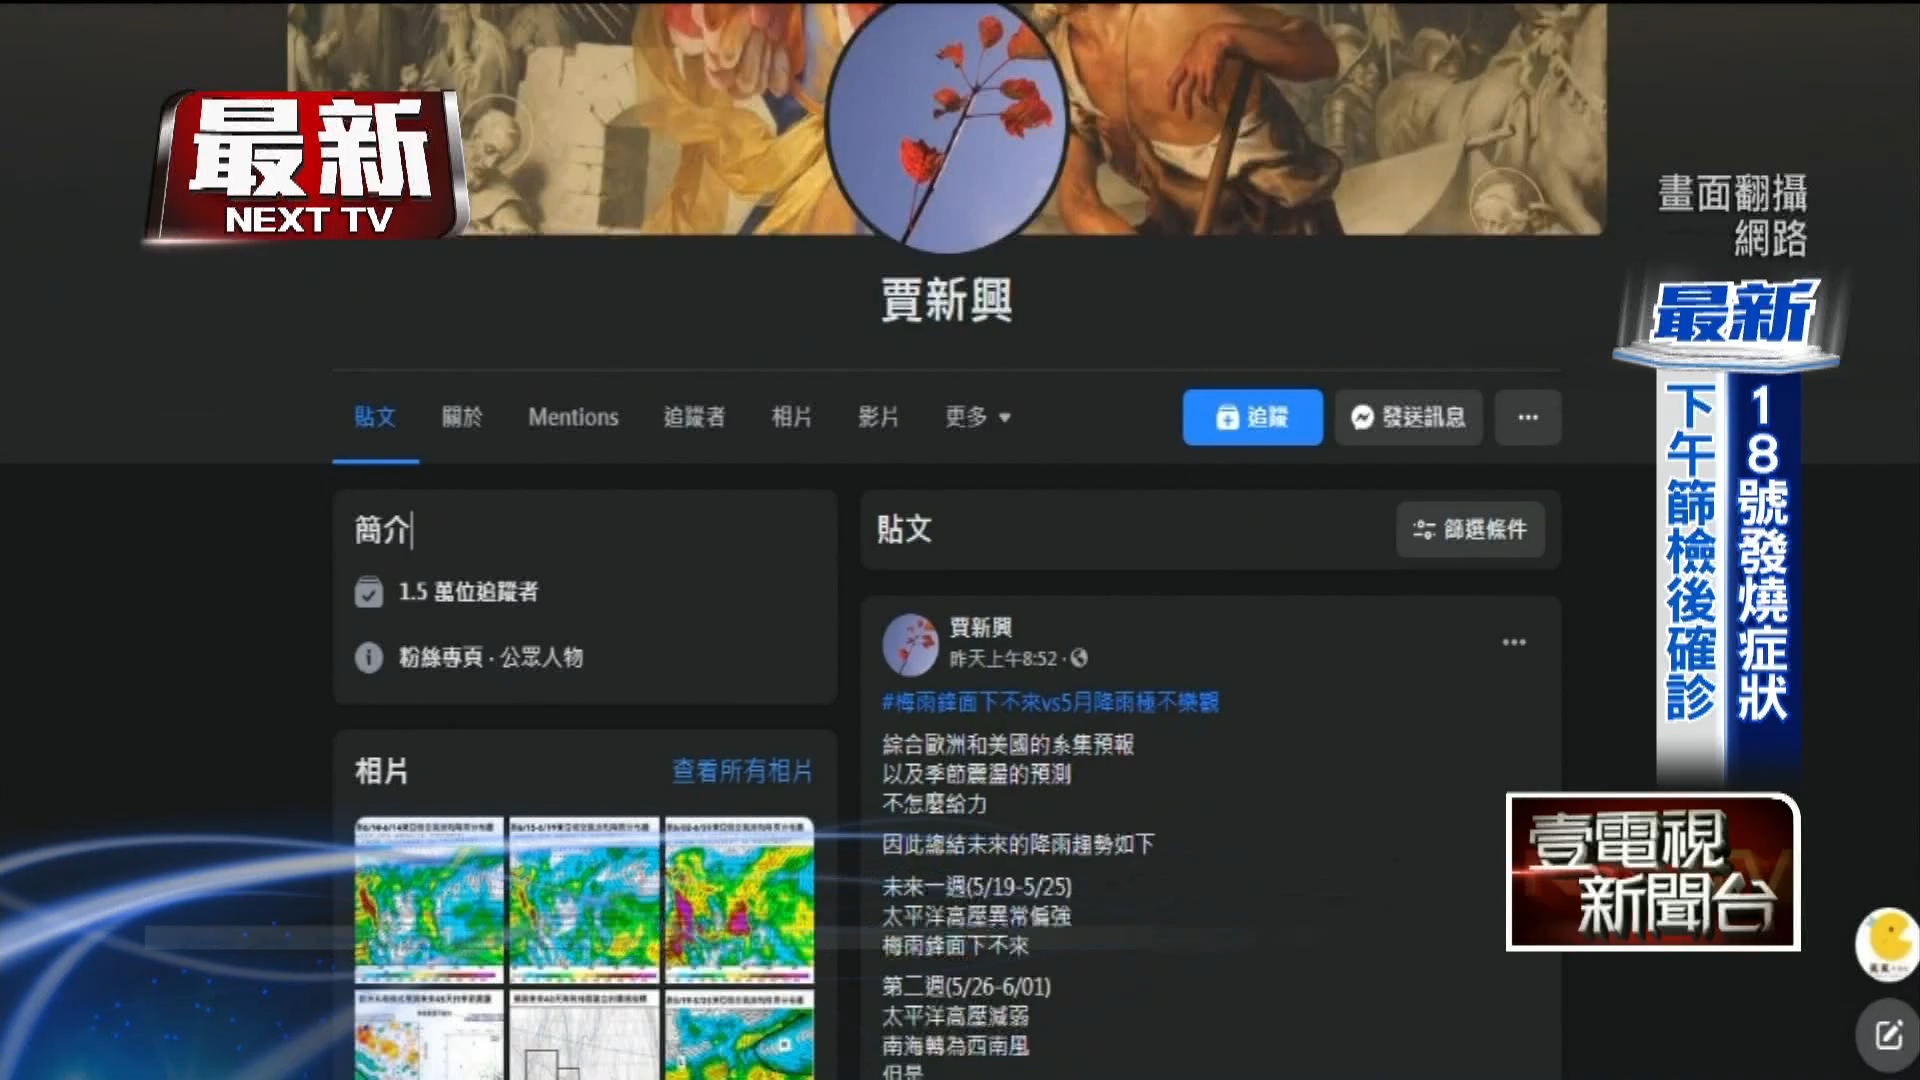 最新
NEXT TV
畫面翻攝
網路
賈新興
最新
18號發燒症狀
下午篩檢後確診
貼文
關於
Mentions
追蹤者
相片
影片
更多
追蹤
發送訊息
簡介
1.5 萬位追蹤者
粉絲專頁 · 公眾人物
相片
查看所有相片
貼文
篩選條件
賈新興
昨天上午8:52 ·
#梅雨鋒面下不來vs5月降雨極不樂觀
綜合歐洲和美國的系集預報
以及季節震盪的預測
不怎麼給力
因此總結未來的降雨趨勢如下
未來一週(5/19-5/25)
太平洋高壓異常偏強
梅雨鋒面下不來
第二週(5/26-6/01)
太平洋高壓減弱
南海轉為西南風
但是
壹電視
新聞台